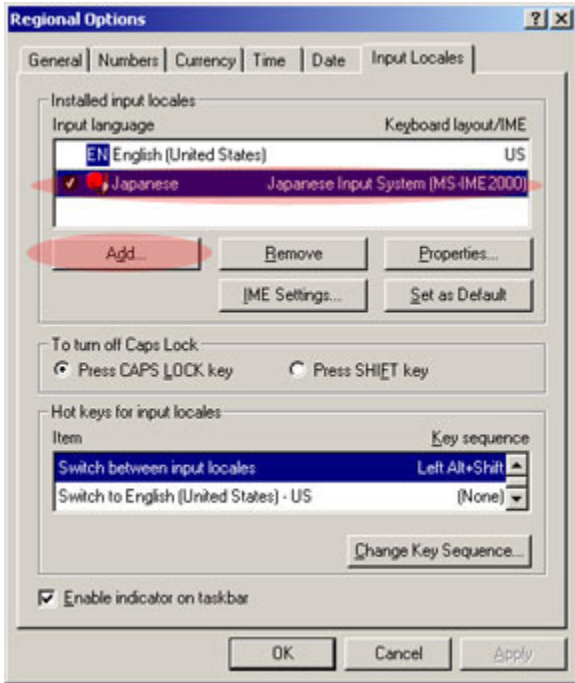 Regional Options
General Numbers Currency Time Date Input Locales
Installed input locales
Input language Keyboard layout/IME
EN English (United States) US
Japanese Japanese Input System (MS-IME2000)
Add... Remove Properties...
IME Settings... Set as Default
To turn off Caps Lock
Press CAPS LOCK key Press SHIFT key
Hot keys for input locales
Item Key sequence
Switch between input locales Left Alt+Shift
Switch to English (United States) - US (None)
Change Key Sequence...
Enable indicator on taskbar
OK Cancel Apply